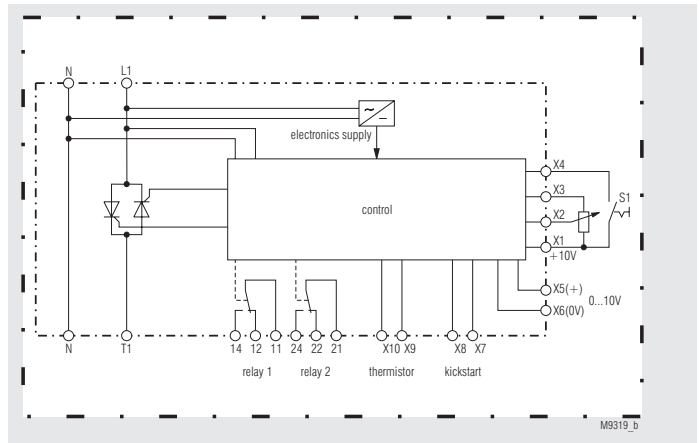 N L1
electronics supply
control
X4
X3
S1
X2
X1
+10V
X5(+)
0...10V
X6(0V)
N T1 14 12 11 24 22 21 X10 X9 X8 X7
relay 1 relay 2 thermistor kickstart
M9319_b